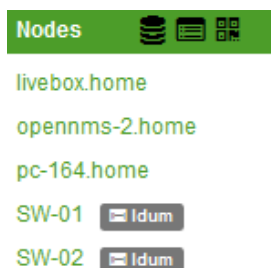 Nodes
livebox.home
opennms-2.home
pc-164.home
SW-01 Idum
SW-02 Idum